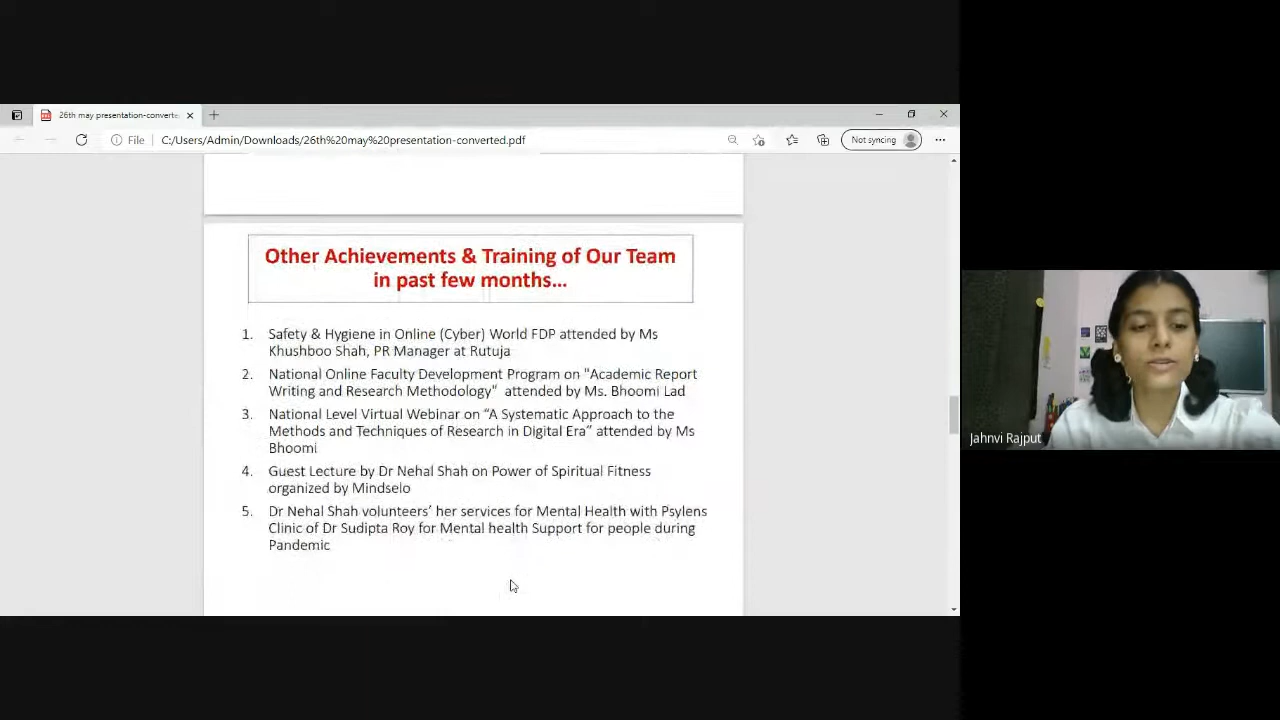 26th may presentation-converte
File
C:/Users/Admin/Downloads/26th%20may%20presentation-converted.pdf
Not syncing
Other Achievements & Training of Our Team
in past few months...
1. Safety & Hygiene in Online (Cyber) World FDP attended by Ms
Khushboo Shah, PR Manager at Rutuja
2. National Online Faculty Development Program on "Academic Report
Writing and Research Methodology" attended by Ms. Bhoomi Lad
3. National Level Virtual Webinar on “A Systematic Approach to the
Methods and Techniques of Research in Digital Era” attended by Ms
Bhoomi
4. Guest Lecture by Dr Nehal Shah on Power of Spiritual Fitness
organized by Mindselo
5. Dr Nehal Shah volunteers’ her services for Mental Health with Psylens
Clinic of Dr Sudipta Roy for Mental health Support for people during
Pandemic
Jahnvi Rajput